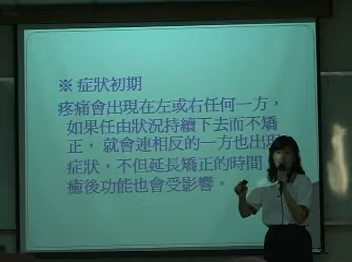 ※ 症狀初期
疼痛會出現在左或右任何一方，
如果任由狀況持續下去而不矯
正，就會連相反的一方也出現
症狀，不但延長矯正的時間，
癒後功能也會受影響。